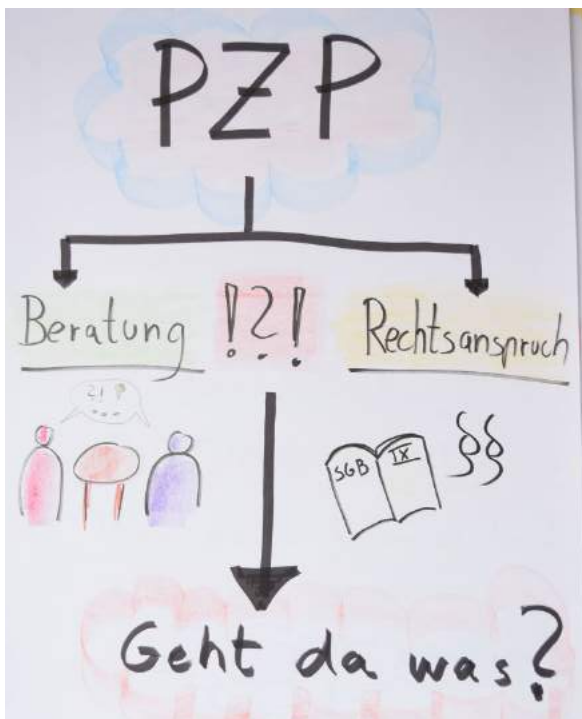 PZP
Beratung
!?!
Rechtsanspruch
?! ?
...
SGB IX §§
Geht da was?